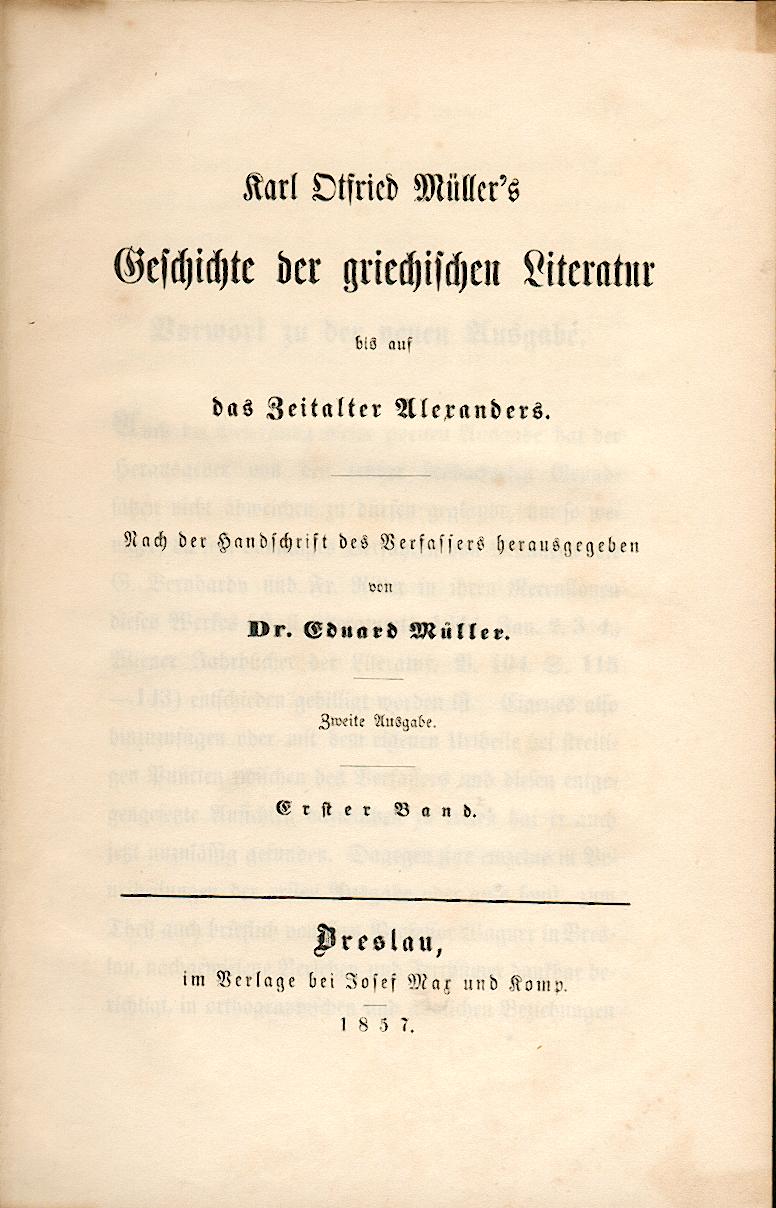 Karl Otfried Müller's
Geschichte der griechischen Literatur
bis auf
das Zeitalter Alexanders.
Nach der Handschrift des Verfassers herausgegeben
von
Dr. Eduard Müller.
Zweite Ausgabe.
Erster Band.
Breslau,
im Verlage bei Josef Max und Komp.
1857.